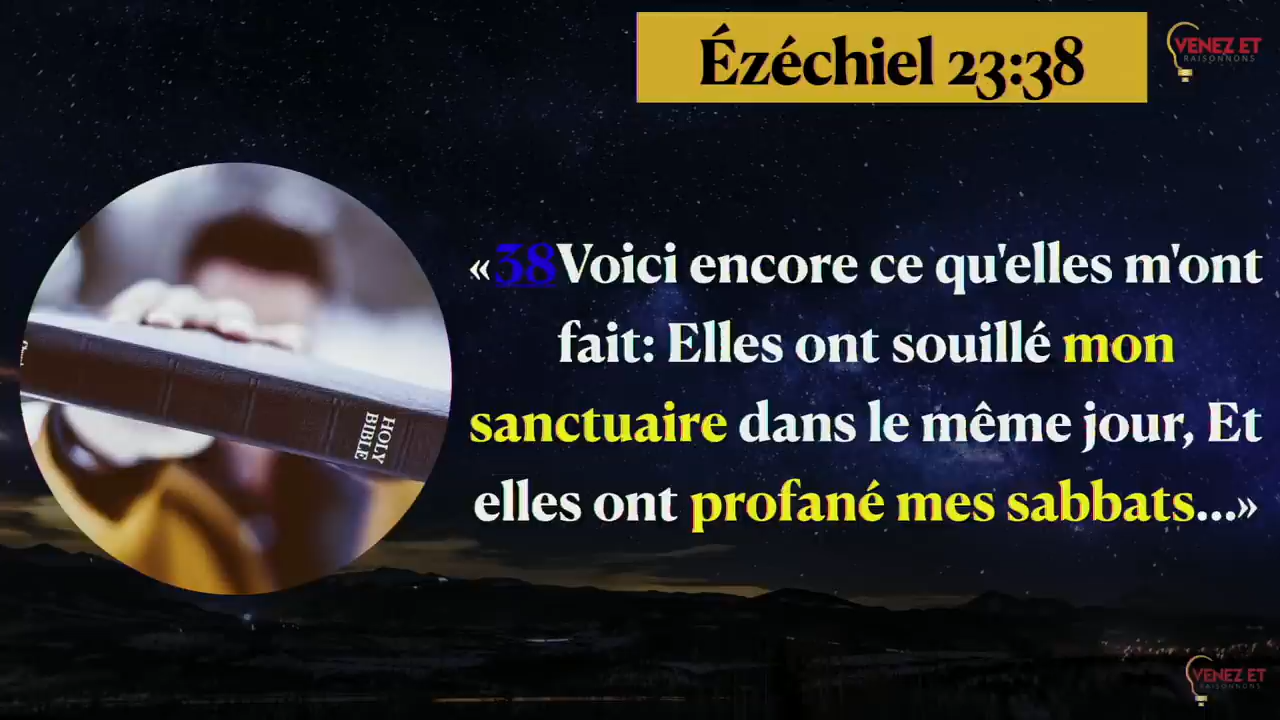 Ézéchiel 23:38
VENEZ ET
RAISONNONS
«38Voici encore ce qu'elles m'ont
fait: Elles ont souillé mon
sanctuaire dans le même jour, Et
elles ont profané mes sabbats...»
HOLY
BIBLE
VENEZ ET
RAISONNONS